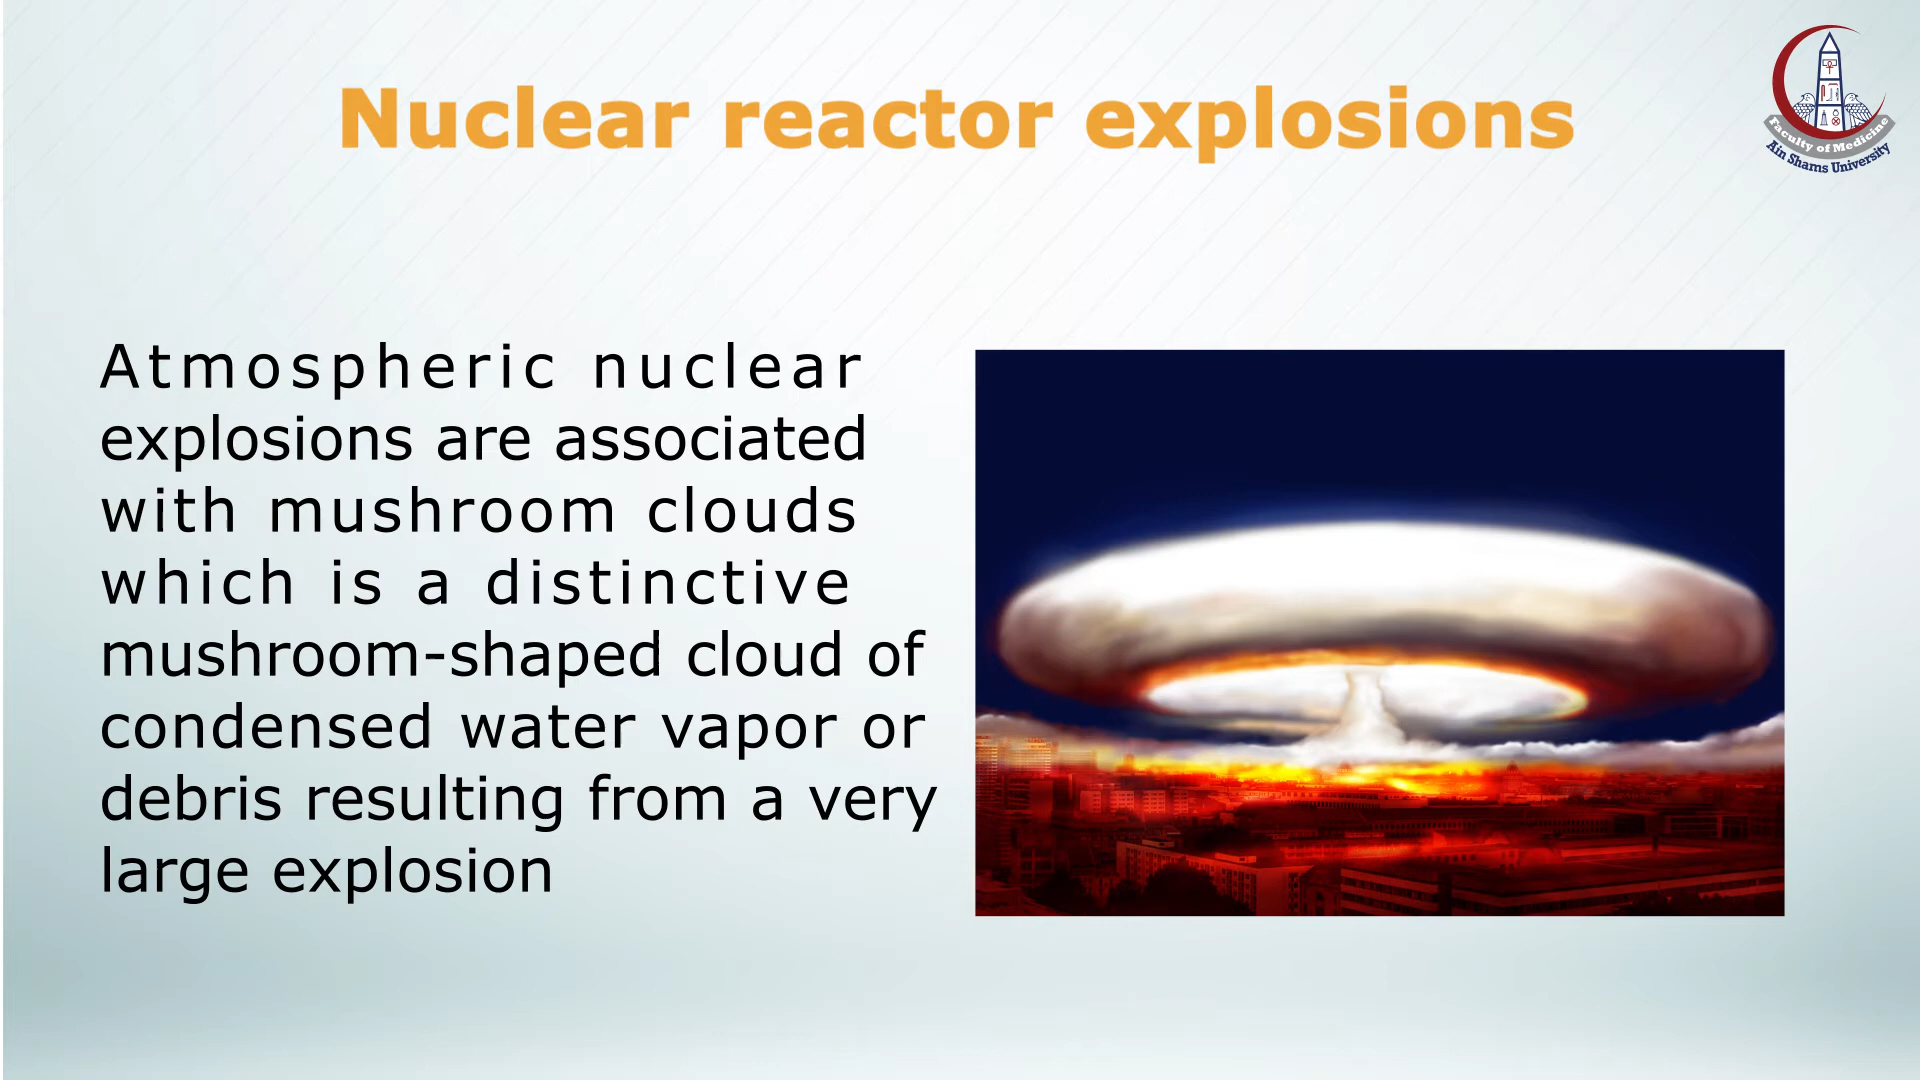 Nuclear reactor explosions
Faculty of Medicine
Ain Shams University
Atmospheric nuclear
explosions are associated
with mushroom clouds
which is a distinctive
mushroom-shaped cloud of
condensed water vapor or
debris resulting from a very
large explosion